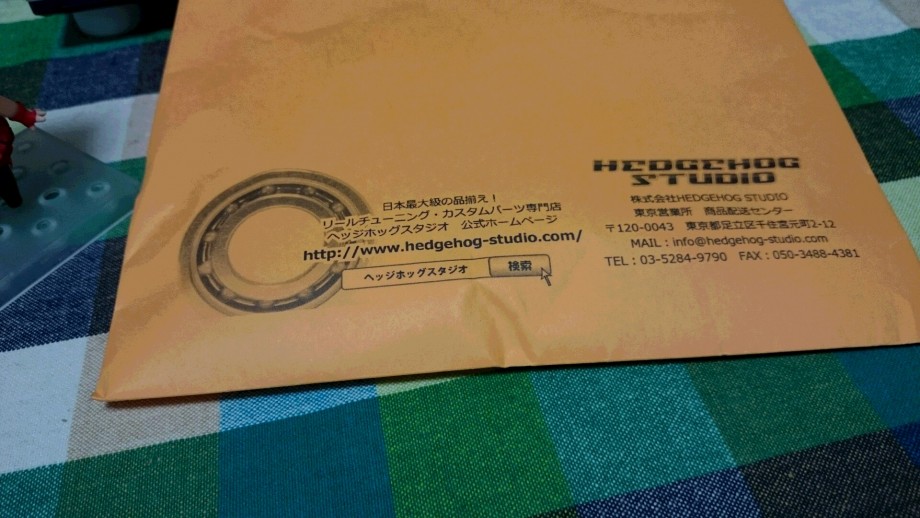 日本最大級の品揃え！
リールチューニング・カスタムパーツ専門店
ヘッジホッグスタジオ 公式ホームページ
http://www.hedgehog-studio.com/
ヘッジホッグスタジオ 検索
HEDGEHOG
STUDIO
株式会社HEDGEHOG STUDIO
東京営業所 商品配送センター
〒120-0043 東京都足立区千住宮元町2-12
MAIL：info@hedgehog-studio.com
TEL：03-5284-9790 FAX：050-3488-4381